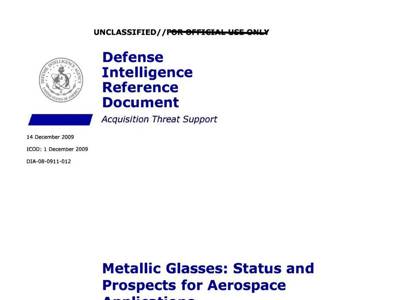 UNCLASSIFIED//FOR OFFICIAL USE ONLY
Defense
Intelligence
Reference
Document
Acquisition Threat Support
14 December 2009
ICOD: 1 December 2009
DIA-08-0911-012
Metallic Glasses: Status and
Prospects for Aerospace
Applications